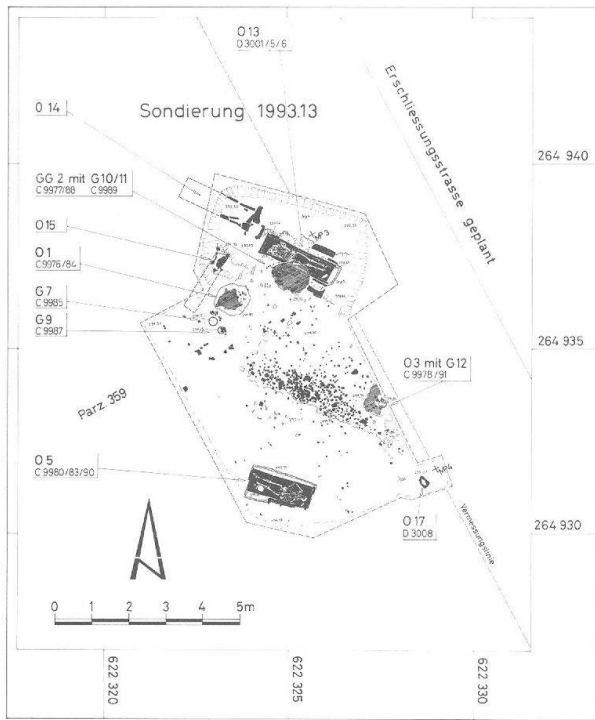 O 13
D 3001/5/6
Erschliessungsstrasse geplant
O 14
Sondierung 1993.13
264 940
GG 2 mit G10/11
C 9977/88 C 9989
O 15
MP3
O 1
C 9976/84
G 7
C 9985
G 9
C 9987
264 935
O 3 mit G12
C 9978/91
Parz. 359
O 5
C 9980/83/90
MP4
O 17
D 3008
Vermessungslinie
264 930
0 1 2 3 4 5m
622 320
622 325
622 330